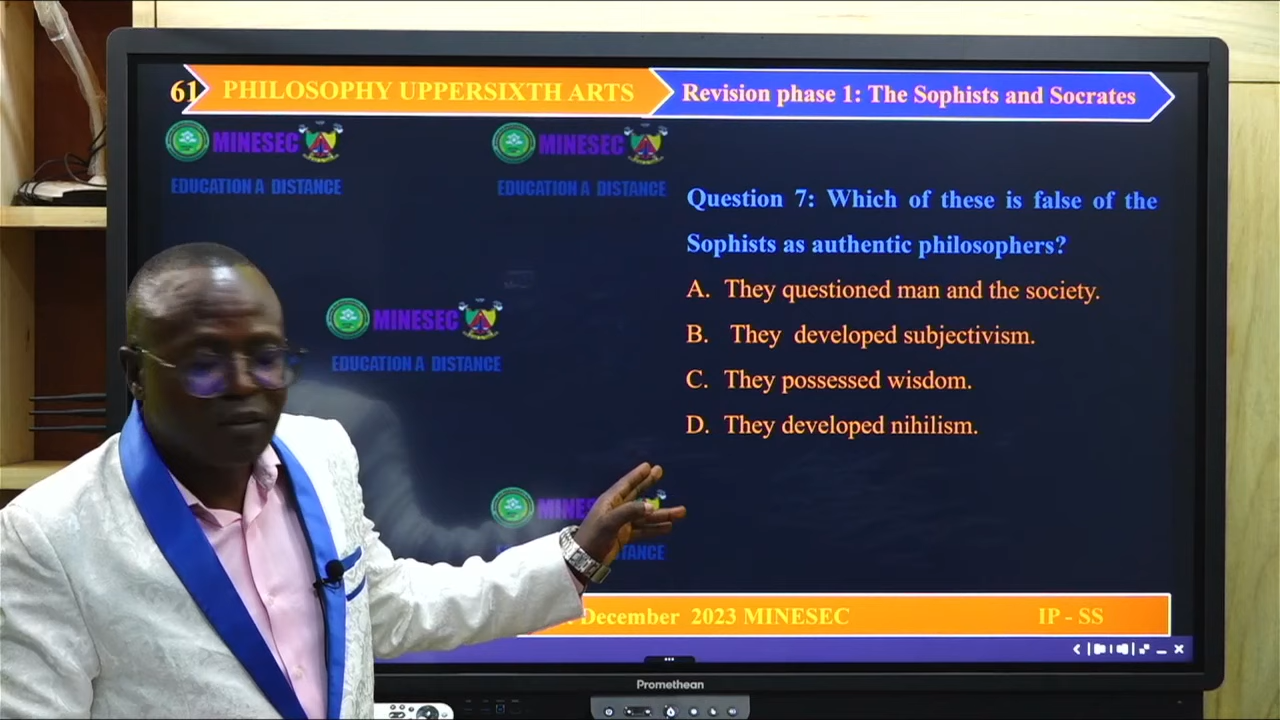 61 PHILOSOPHY UPPERSIXTH ARTS
Revision phase 1: The Sophists and Socrates
MINESEC
EDUCATION A DISTANCE
MINESEC
EDUCATION A DISTANCE
Question 7: Which of these is false of the
Sophists as authentic philosophers?
A. They questioned man and the society.
B. They developed subjectivism.
C. They possessed wisdom.
D. They developed nihilism.
MINESEC
EDUCATION A DISTANCE
December 2023 MINESEC
IP - SS
Promethean